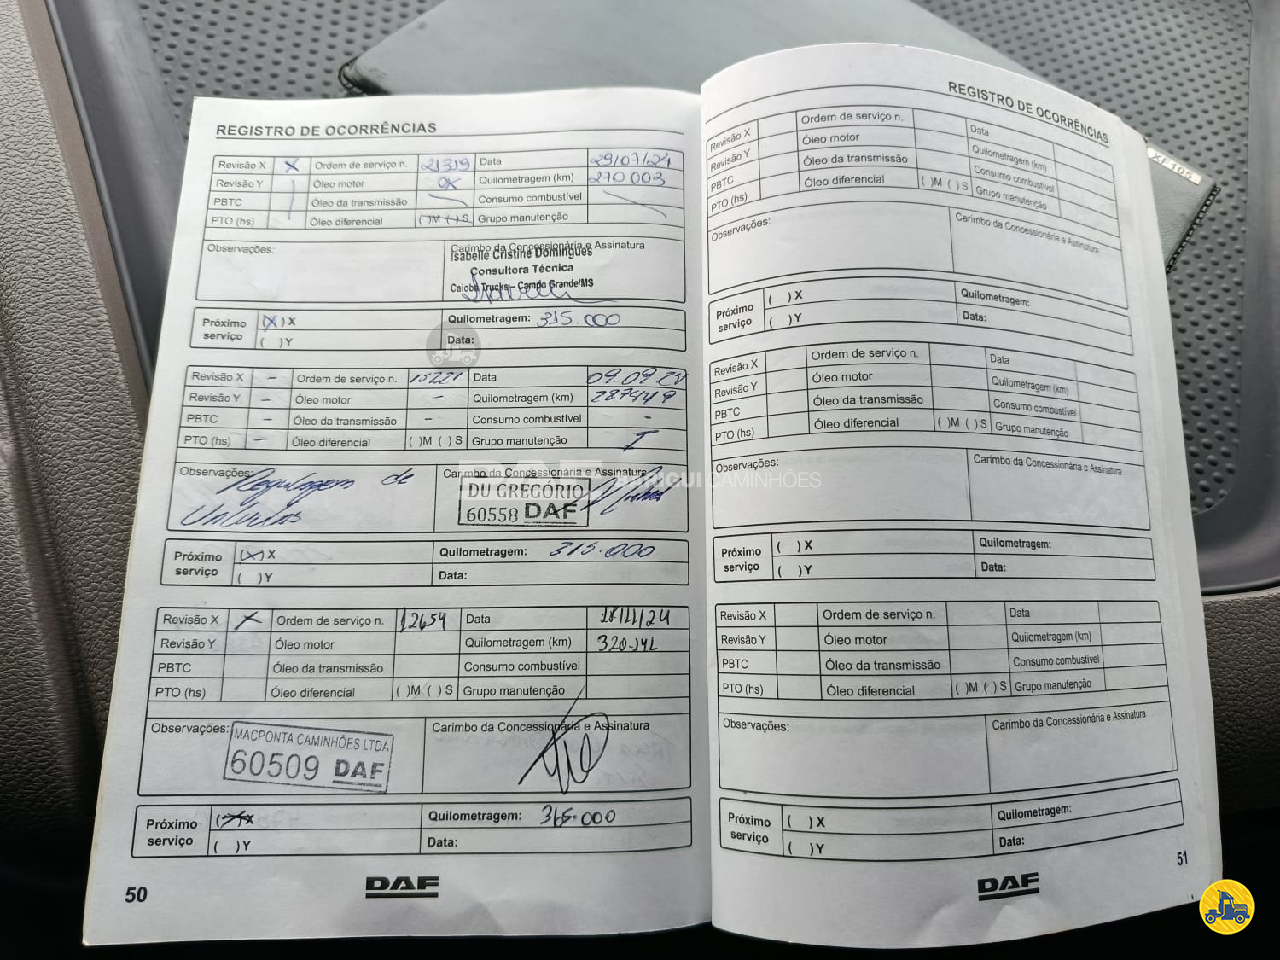 REGISTRO DE OCORRÊNCIAS
Revisão X X Ordem de serviço n. 21319 Data 29/07/24
Revisão Y Óleo motor OK Quilometragem (km) 270 003
PBTC Óleo da transmissão Consumo combustível
PTO (hs) Óleo diferencial ( )M ( )S Grupo manutenção
Observações: Carimbo da Concessionária e Assinatura
Isabelle Cristine Domingues
Consultora Técnica
Caiobá Trucks - Campo Grande/MS
Próximo serviço (X) X Quilometragem: 315.000
( ) Y Data:
Revisão X - Ordem de serviço n. 15221 Data 09.09.
Revisão Y - Óleo motor - Quilometragem (km) 287949
PBTC - Óleo da transmissão - Consumo combustível -
PTO (hs) - Óleo diferencial ( )M ( )S Grupo manutenção I
Observações: Carimbo da Concessionária e Assinatura
Regulagem de
DU GREGÓRIO
60558 DAF
Próximo serviço (X) X Quilometragem: 315.000
( ) Y Data:
Revisão X X Ordem de serviço n. 12654 Data 18/11/24
Revisão Y Óleo motor Quilometragem (km) 320.
PBTC Óleo da transmissão Consumo combustível
PTO (hs) Óleo diferencial ( )M ( )S Grupo manutenção
Observações: Carimbo da Concessionária e Assinatura
MACPONTA CAMINHÕES LTDA
60509 DAF
Próximo serviço (X) X Quilometragem: 365.000
( ) Y Data:
50
DAF
REGISTRO DE OCORRÊNCIAS
Revisão X Ordem de serviço n. Data
Revisão Y Óleo motor Quilometragem (km)
PBTC Óleo da transmissão Consumo combustível
PTO (hs) Óleo diferencial ( )M ( )S Grupo manutenção
Observações: Carimbo da Concessionária e Assinatura
Próximo serviço ( ) X Quilometragem:
( ) Y Data:
Revisão X Ordem de serviço n. Data
Revisão Y Óleo motor Quilometragem (km)
PBTC Óleo da transmissão Consumo combustível
PTO (hs) Óleo diferencial ( )M ( )S Grupo manutenção
Observações: Carimbo da Concessionária e Assinatura
CAMINHÕES
Próximo serviço ( ) X Quilometragem:
( ) Y Data:
Revisão X Ordem de serviço n. Data
Revisão Y Óleo motor Quilometragem (km)
PBTC Óleo da transmissão Consumo combustível
PTO (hs) Óleo diferencial ( )M ( )S Grupo manutenção
Observações: Carimbo da Concessionária e Assinatura
Próximo serviço ( ) X Quilometragem:
( ) Y Data:
51
DAF